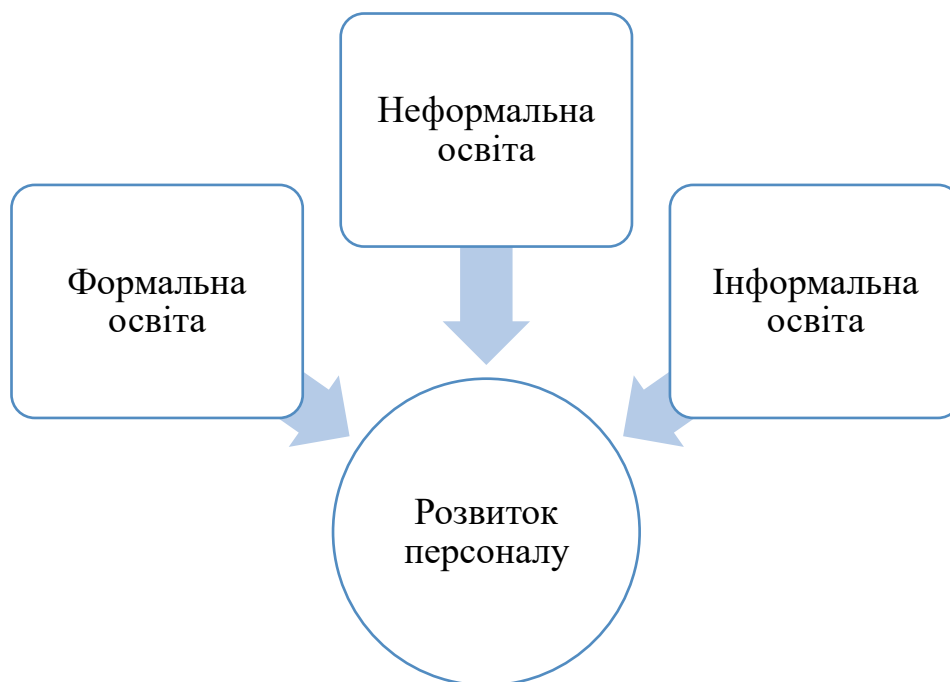 Неформальна
освіта
Формальна
освіта
Інформальна
освіта
Розвиток
персоналу